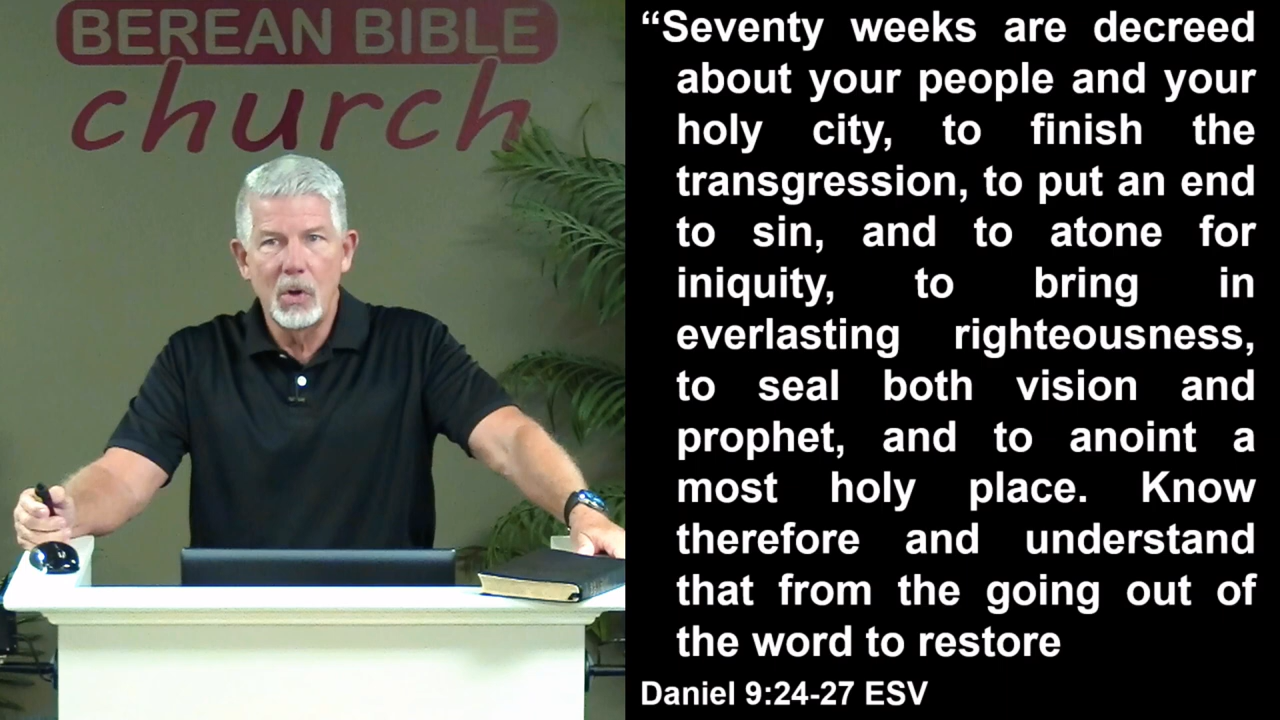 BEREAN BIBLE
church
“Seventy weeks are decreed
about your people and your
holy city, to finish the
transgression, to put an end
to sin, and to atone for
iniquity, to bring in
everlasting righteousness,
to seal both vision and
prophet, and to anoint a
most holy place. Know
therefore and understand
that from the going out of
the word to restore
Daniel 9:24-27 ESV